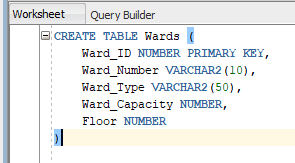 Worksheet Query Builder
CREATE TABLE Wards (
Ward_ID NUMBER PRIMARY KEY,
Ward_Number VARCHAR2(10),
Ward_Type VARCHAR2(50),
Ward_Capacity NUMBER,
Floor NUMBER
)